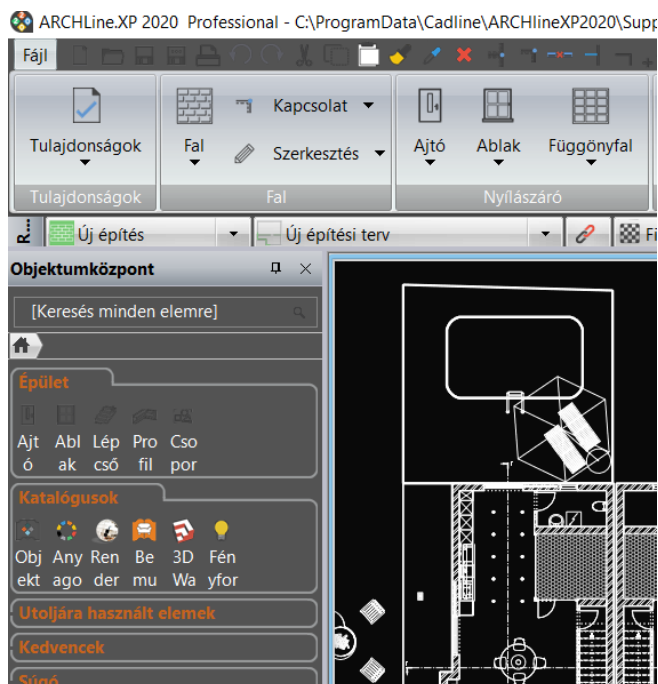 ARCHLine.XP 2020 Professional - C:\ProgramData\Cadline\ARCHlineXP2020\Supp
Fájl
Tulajdonságok
Fal
Kapcsolat
Szerkesztés
Ajtó
Ablak
Függönyfal
Tulajdonságok
Fal
Nyílászáró
R...
Új építés
Új építési terv
Fi
Objektumközpont
[Keresés minden elemre]
Épület
Ajt Abl Lép Pro Cso
ó ak cső fil por
Katalógusok
Obj Any Ren Be 3D Fén
ekt ago der mu Wa yfor
Utoljára használt elemek
Kedvencek
Súgó